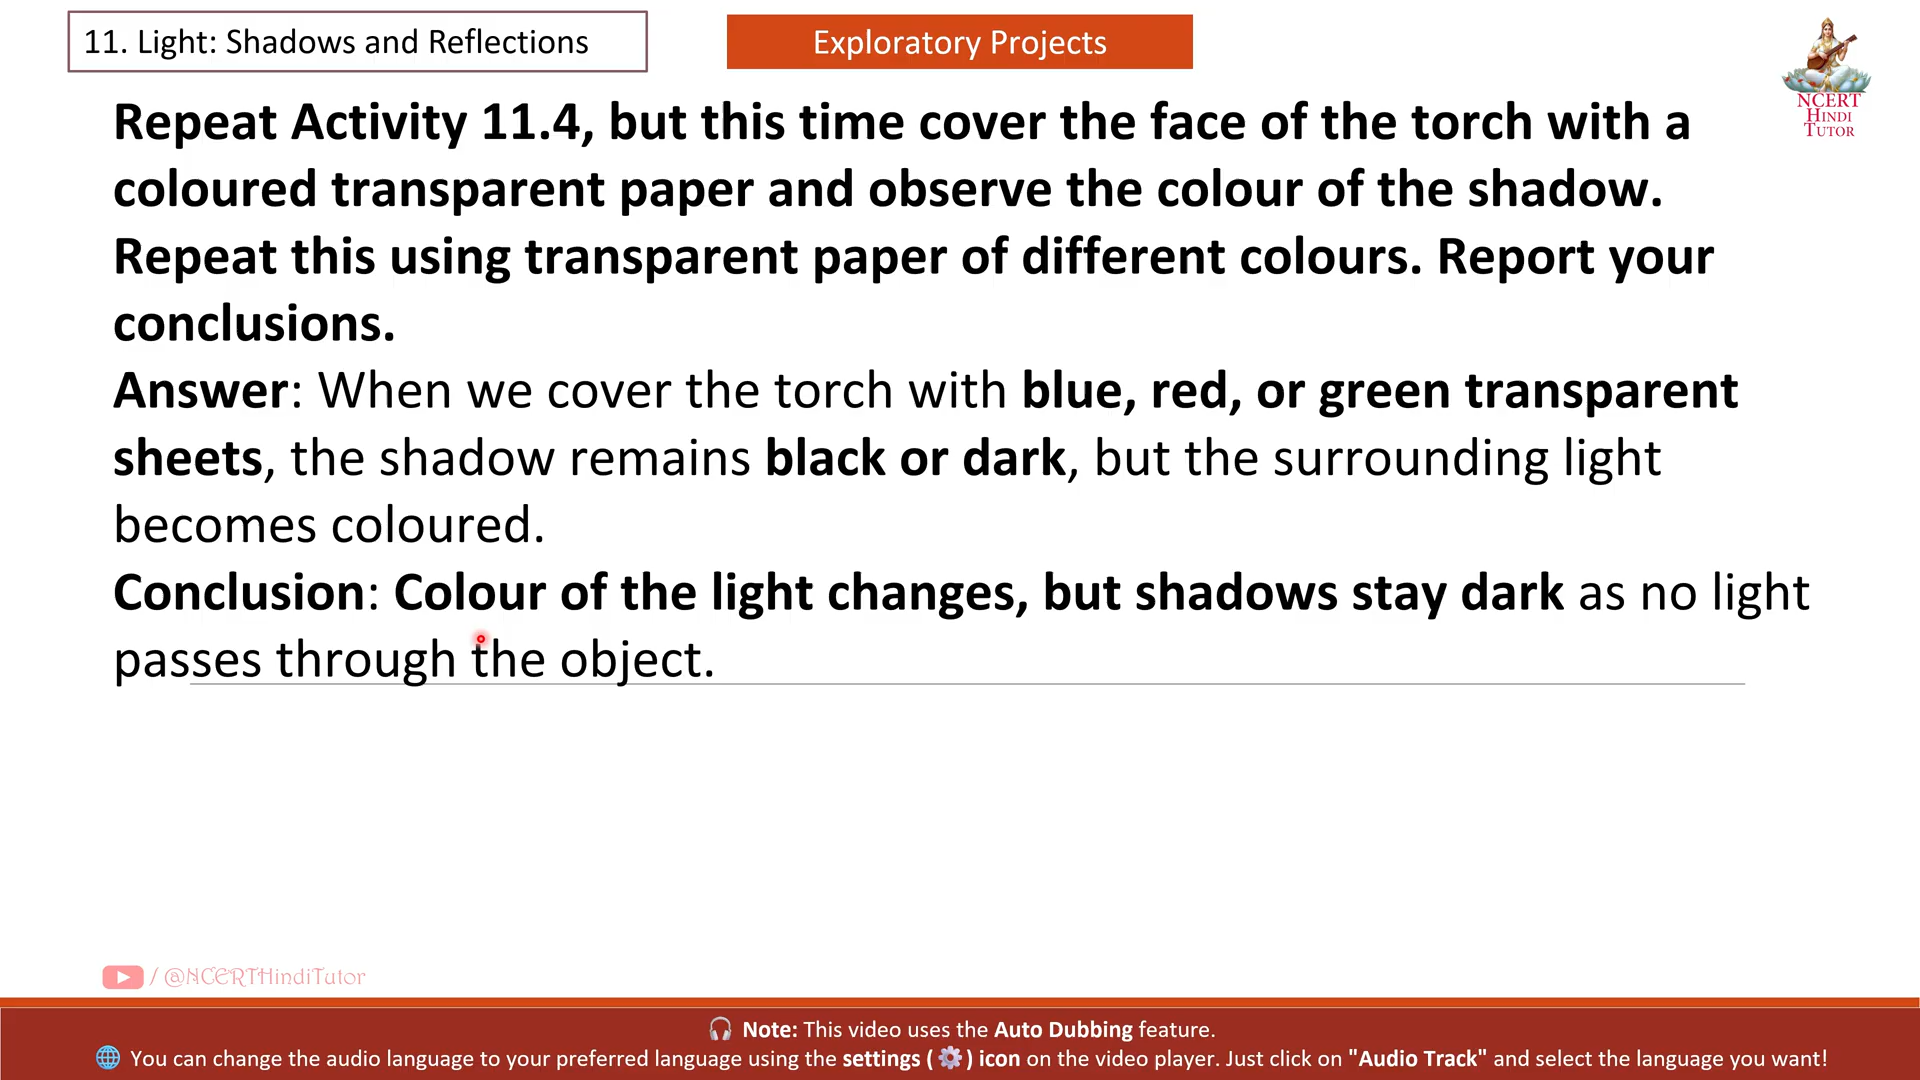 11. Light: Shadows and Reflections
Exploratory Projects
NCERT
HINDI
TUTOR
Repeat Activity 11.4, but this time cover the face of the torch with a
coloured transparent paper and observe the colour of the shadow.
Repeat this using transparent paper of different colours. Report your
conclusions.
Answer: When we cover the torch with blue, red, or green transparent
sheets, the shadow remains black or dark, but the surrounding light
becomes coloured.
Conclusion: Colour of the light changes, but shadows stay dark as no light
passes through the object.
/ @NCERTHindiTutor
Note: This video uses the Auto Dubbing feature.
You can change the audio language to your preferred language using the settings ( ) icon on the video player. Just click on "Audio Track" and select the language you want!